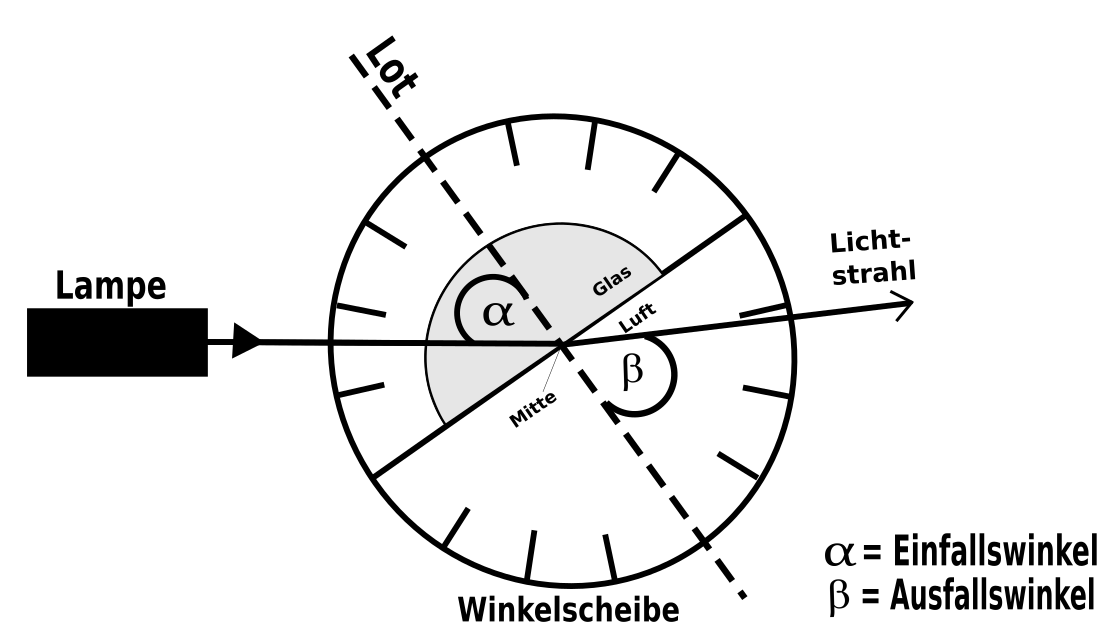 Lot
Licht-
strahl
Lampe
Glas
Luft
α
β
Mitte
α = Einfallswinkel
β = Ausfallswinkel
Winkelscheibe